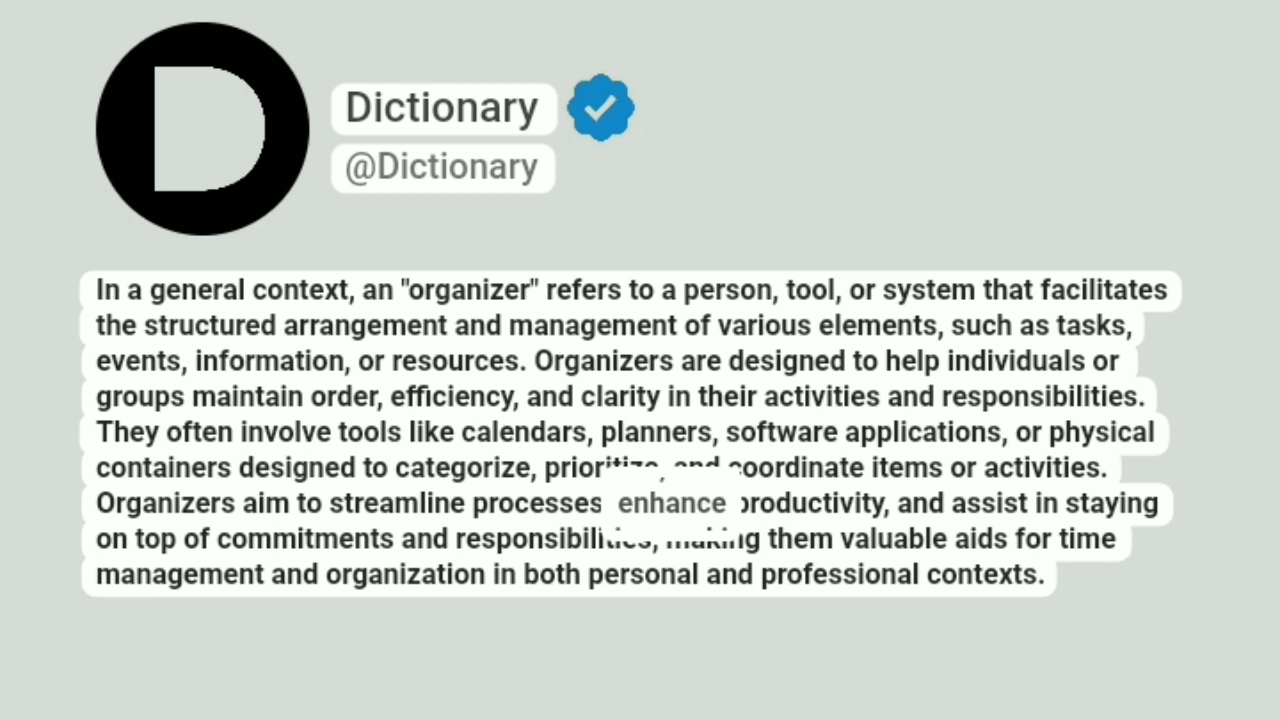 D
Dictionary
@Dictionary
In a general context, an "organizer" refers to a person, tool, or system that facilitates
the structured arrangement and management of various elements, such as tasks,
events, information, or resources. Organizers are designed to help individuals or
groups maintain order, efficiency, and clarity in their activities and responsibilities.
They often involve tools like calendars, planners, software applications, or physical
containers designed to categorize, prioritize, and coordinate items or activities.
Organizers aim to streamline processes enhance productivity, and assist in staying
on top of commitments and responsibilities, making them valuable aids for time
management and organization in both personal and professional contexts.